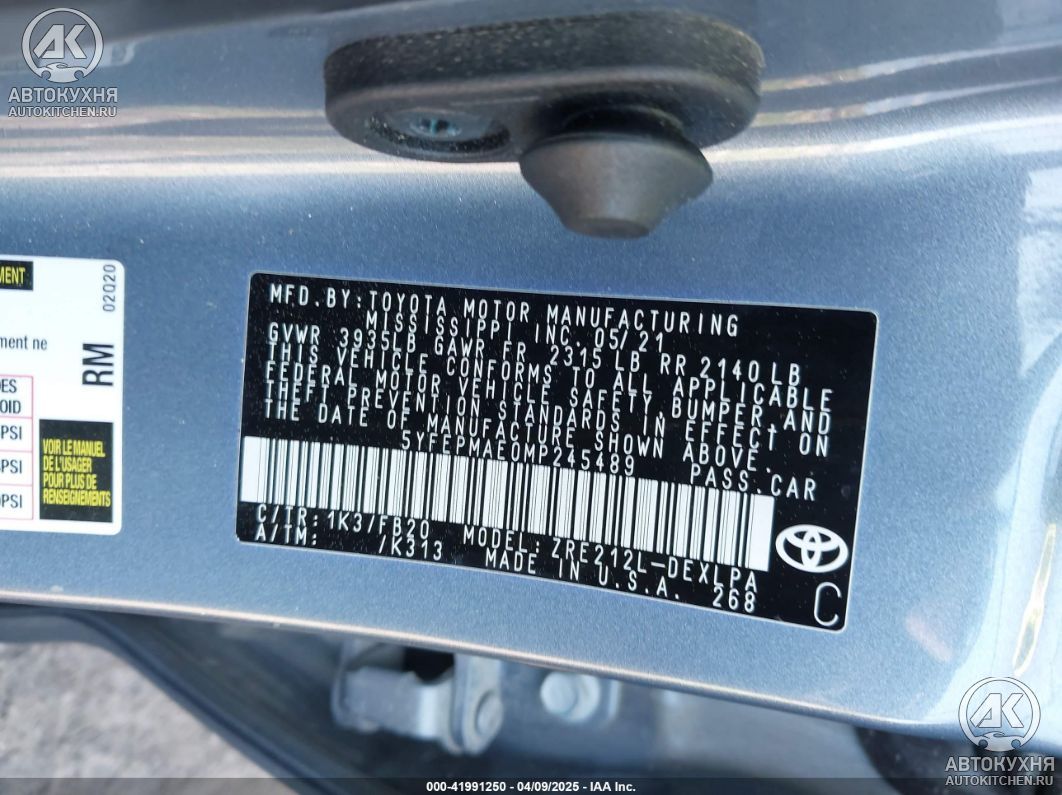 АК
АВТОКУХНЯ
AUTOKITCHEN.RU
MENT
02020
ment ne
RM
DES
OID
PSI
PSI
PSI
VOIR LE MANUEL
DE L'USAGER
POUR PLUS DE
RENSEIGNEMENTS
MFD.BY:TOYOTA MOTOR MANUFACTURING
MISSISSIPPI INC. 05/21
GVWR 3935LB GAWR FR 2315LB RR 2140LB
THIS VEHICLE CONFORMS TO ALL APPLICABLE
FEDERAL MOTOR VEHICLE SAFETY,BUMPER,AND
THEFT PREVENTION STANDARDS IN EFFECT ON
THE DATE OF MANUFACTURE SHOWN ABOVE.
5YFEPMAE0MP245489 PASS.CAR
C/TR:1K3/FB20 MODEL:ZRE212L-DEXLPA
A/TM: /K313 MADE IN U.S.A. 268
C
АК
АВТОКУХНЯ
AUTOKITCHEN.RU
000-41991250 - 04/09/2025 - IAA Inc.